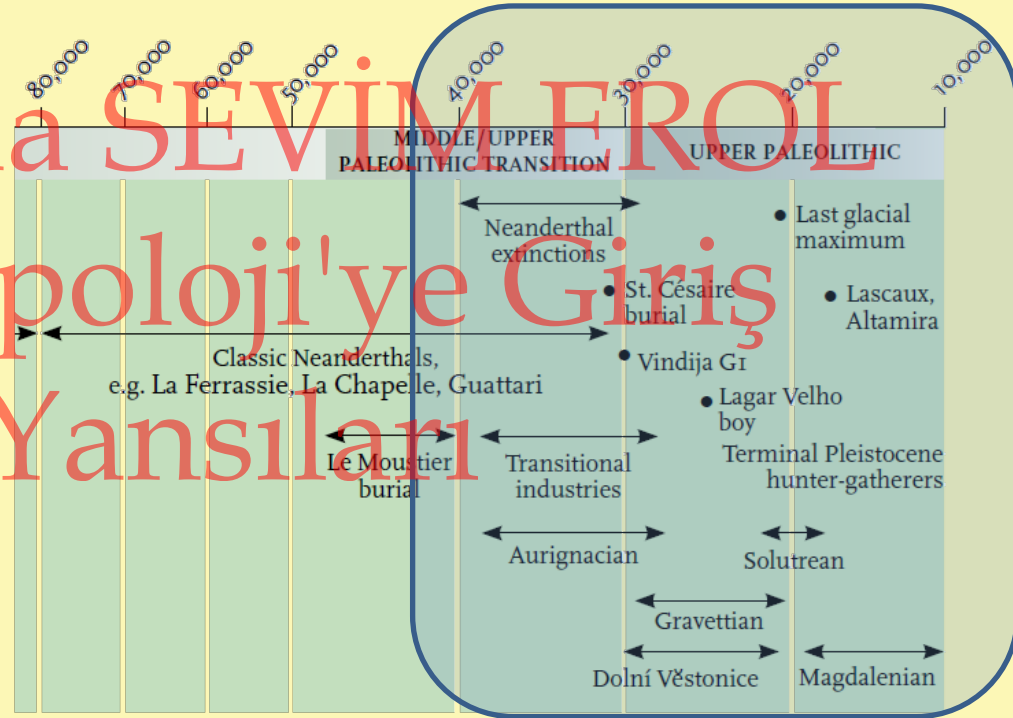 80,000
70,000
60,000
50,000
40,000
30,000
20,000
10,000
a SEVİM EROL
MIDDLE/UPPER
PALEOLITHIC TRANSITION
UPPER PALEOLITHIC
Neanderthal
extinctions
Last glacial
maximum
poloji'ye Giriş
St. Césaire
burial
Lascaux,
Altamira
Classic Neanderthals,
e.g. La Ferrassie, La Chapelle, Guattari
Vindija G1
Lagar Velho
boy
Yansıları
Le Moustier
burial
Transitional
industries
Terminal Pleistocene
hunter-gatherers
Aurignacian
Solutrean
Gravettian
Dolní Věstonice
Magdalenian